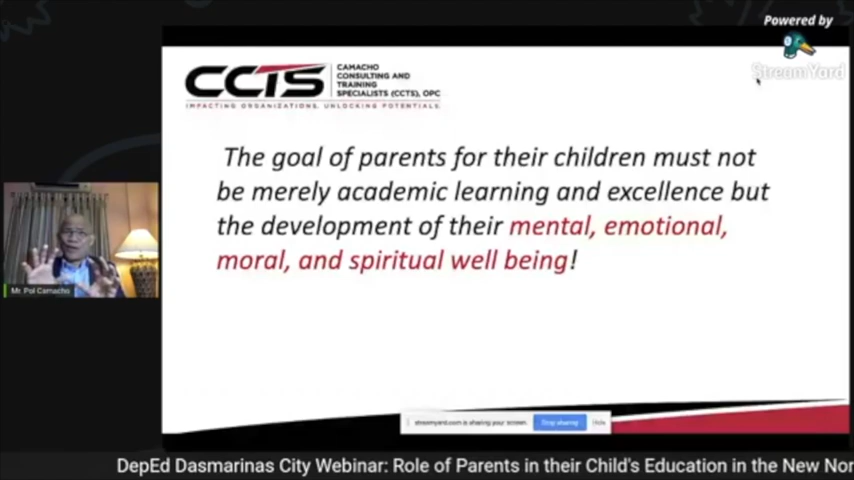 Powered by
StreamYard
CCTS
CAMACHO
CONSULTING AND
TRAINING
SPECIALISTS (CCTS), OPC
IMPACTING ORGANIZATIONS. UNLOCKING POTENTIALS.
The goal of parents for their children must not
be merely academic learning and excellence but
the development of their mental, emotional,
moral, and spiritual well being!
Mr. Pol Camacho
streamyard.com is sharing your screen.
Stop sharing
Hide
DepEd Dasmarinas City Webinar: Role of Parents in their Child's Education in the New Nor